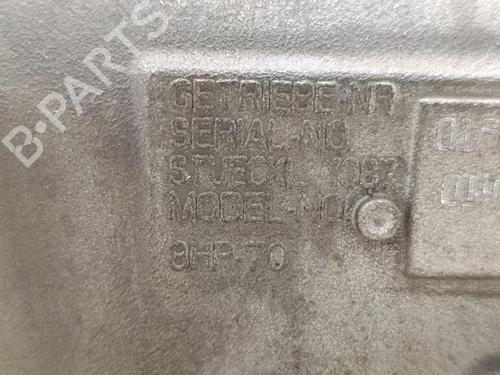 GETRIEBE-NR
SERIAL-NO
STUECKL 1087
MODEL-NO
8HP-70
B-PARTS